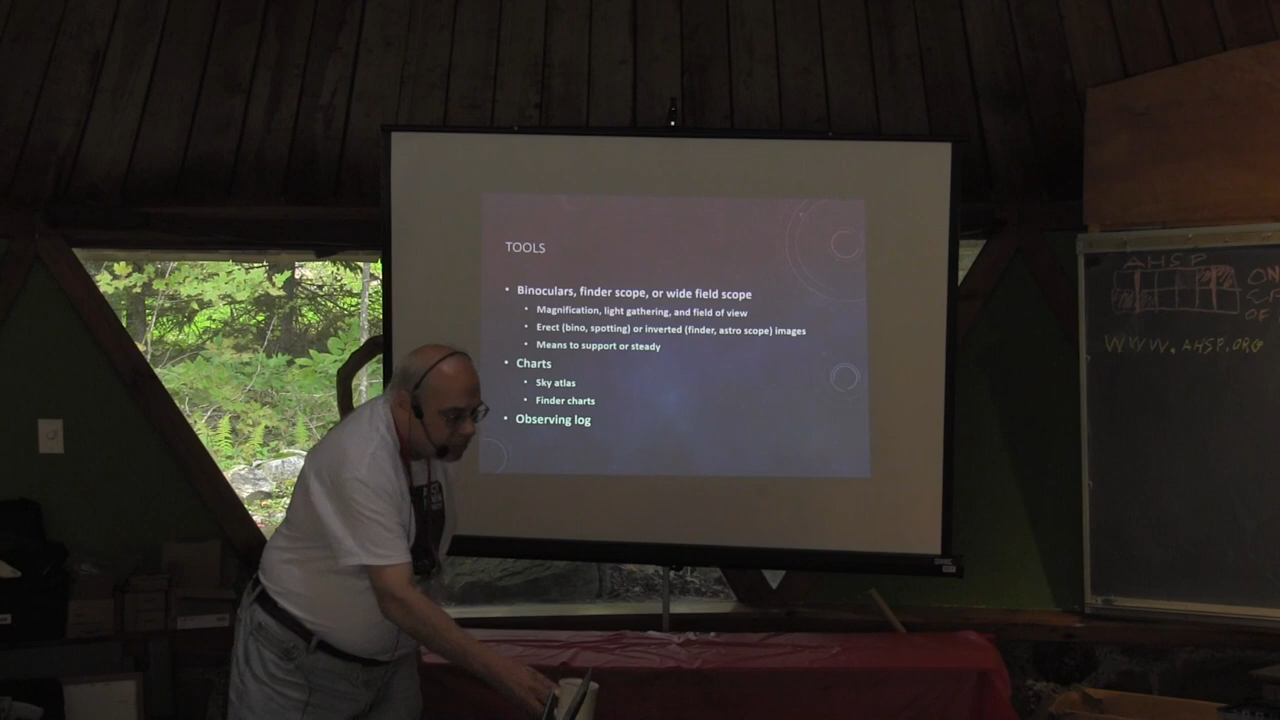 TOOLS
• Binoculars, finder scope, or wide field scope
• Magnification, light gathering, and field of view
• Erect (bino, spotting) or inverted (finder, astro scope) images
• Means to support or steady
• Charts
• Sky atlas
• Finder charts
• Observing log
AHSP
ON
OF
WWW.AHSP.ORG